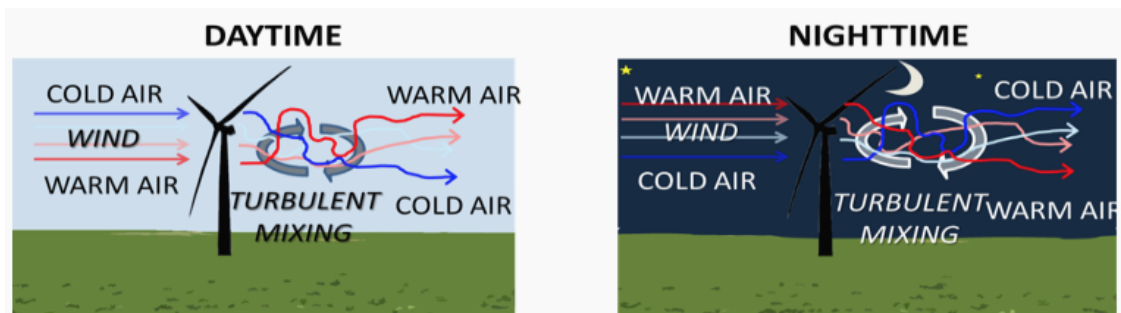 DAYTIME
COLD AIR
WIND
WARM AIR
WARM AIR
TURBULENT
MIXING
COLD AIR
NIGHTTIME
WARM AIR
WIND
COLD AIR
COLD AIR
TURBULENT
MIXING
WARM AIR